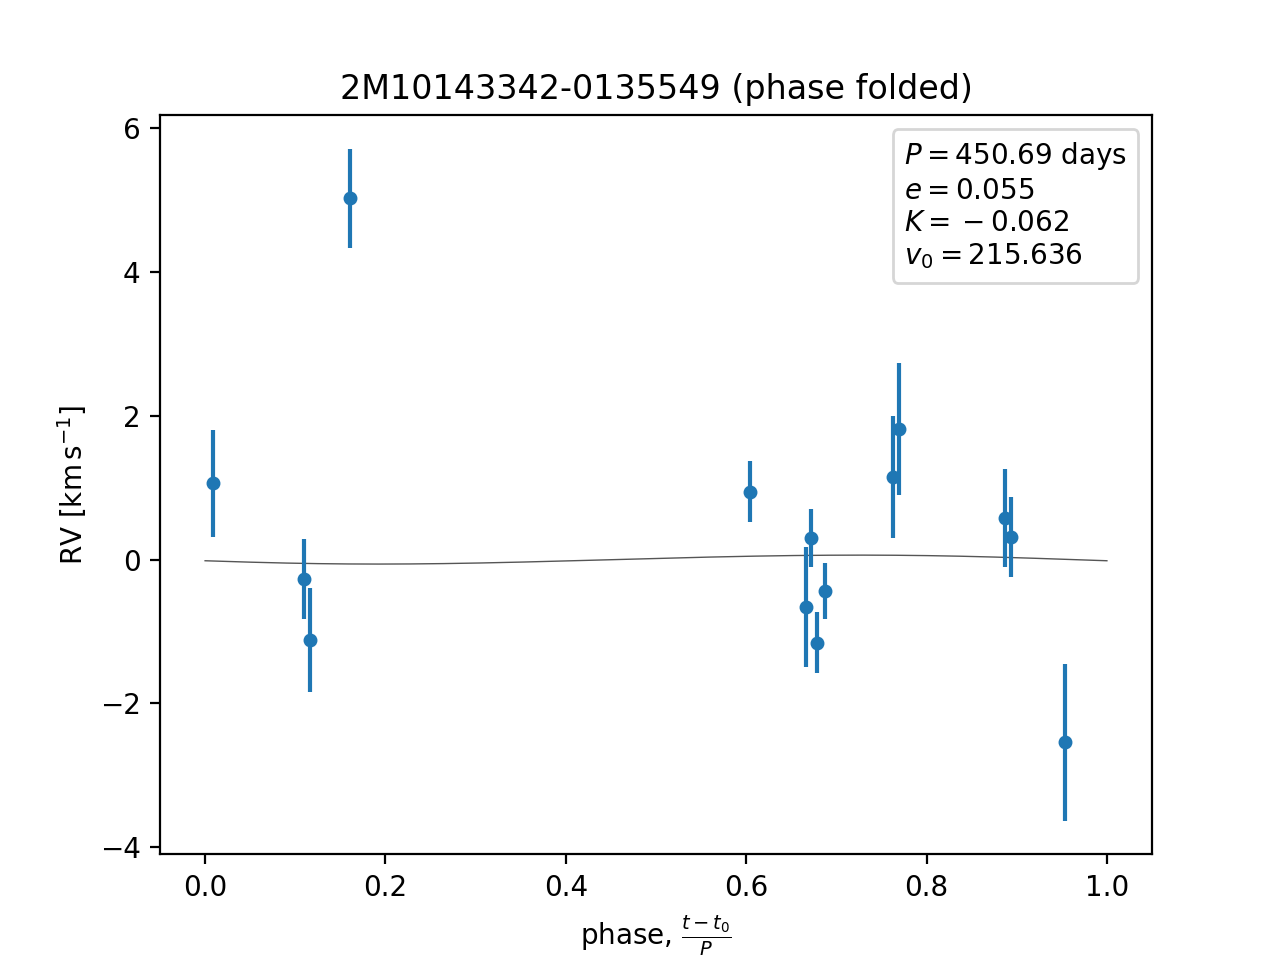 2M10143342-0135549 (phase folded)
P = 450.69 days
e = 0.055
K = −0.062
v₀ = 215.636
RV [km s⁻¹]
6
4
2
0
−2
−4
0.0 0.2 0.4 0.6 0.8 1.0
phase, (t − t₀)/P